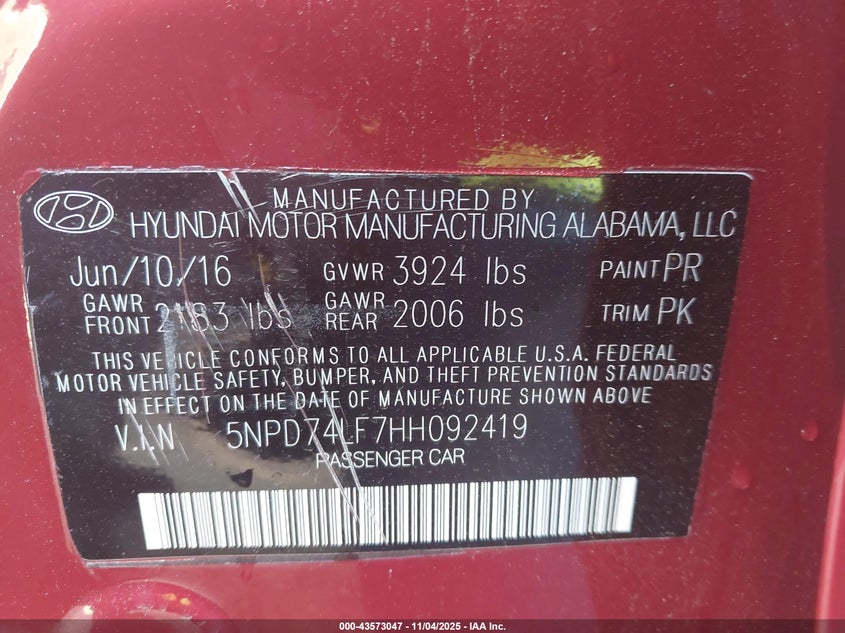 MANUFACTURED BY
HYUNDAI MOTOR MANUFACTURING ALABAMA, LLC
Jun/10/16 GVWR 3924 lbs PAINT PR
GAWR FRONT 2183 lbs GAWR REAR 2006 lbs TRIM PK
THIS VEHICLE CONFORMS TO ALL APPLICABLE U.S.A. FEDERAL
MOTOR VEHICLE SAFETY, BUMPER, AND THEFT PREVENTION STANDARDS
IN EFFECT ON THE DATE OF MANUFACTURE SHOWN ABOVE
V.I.N 5NPD74LF7HH092419
PASSENGER CAR
000-43573047 - 11/04/2025 - IAA Inc.